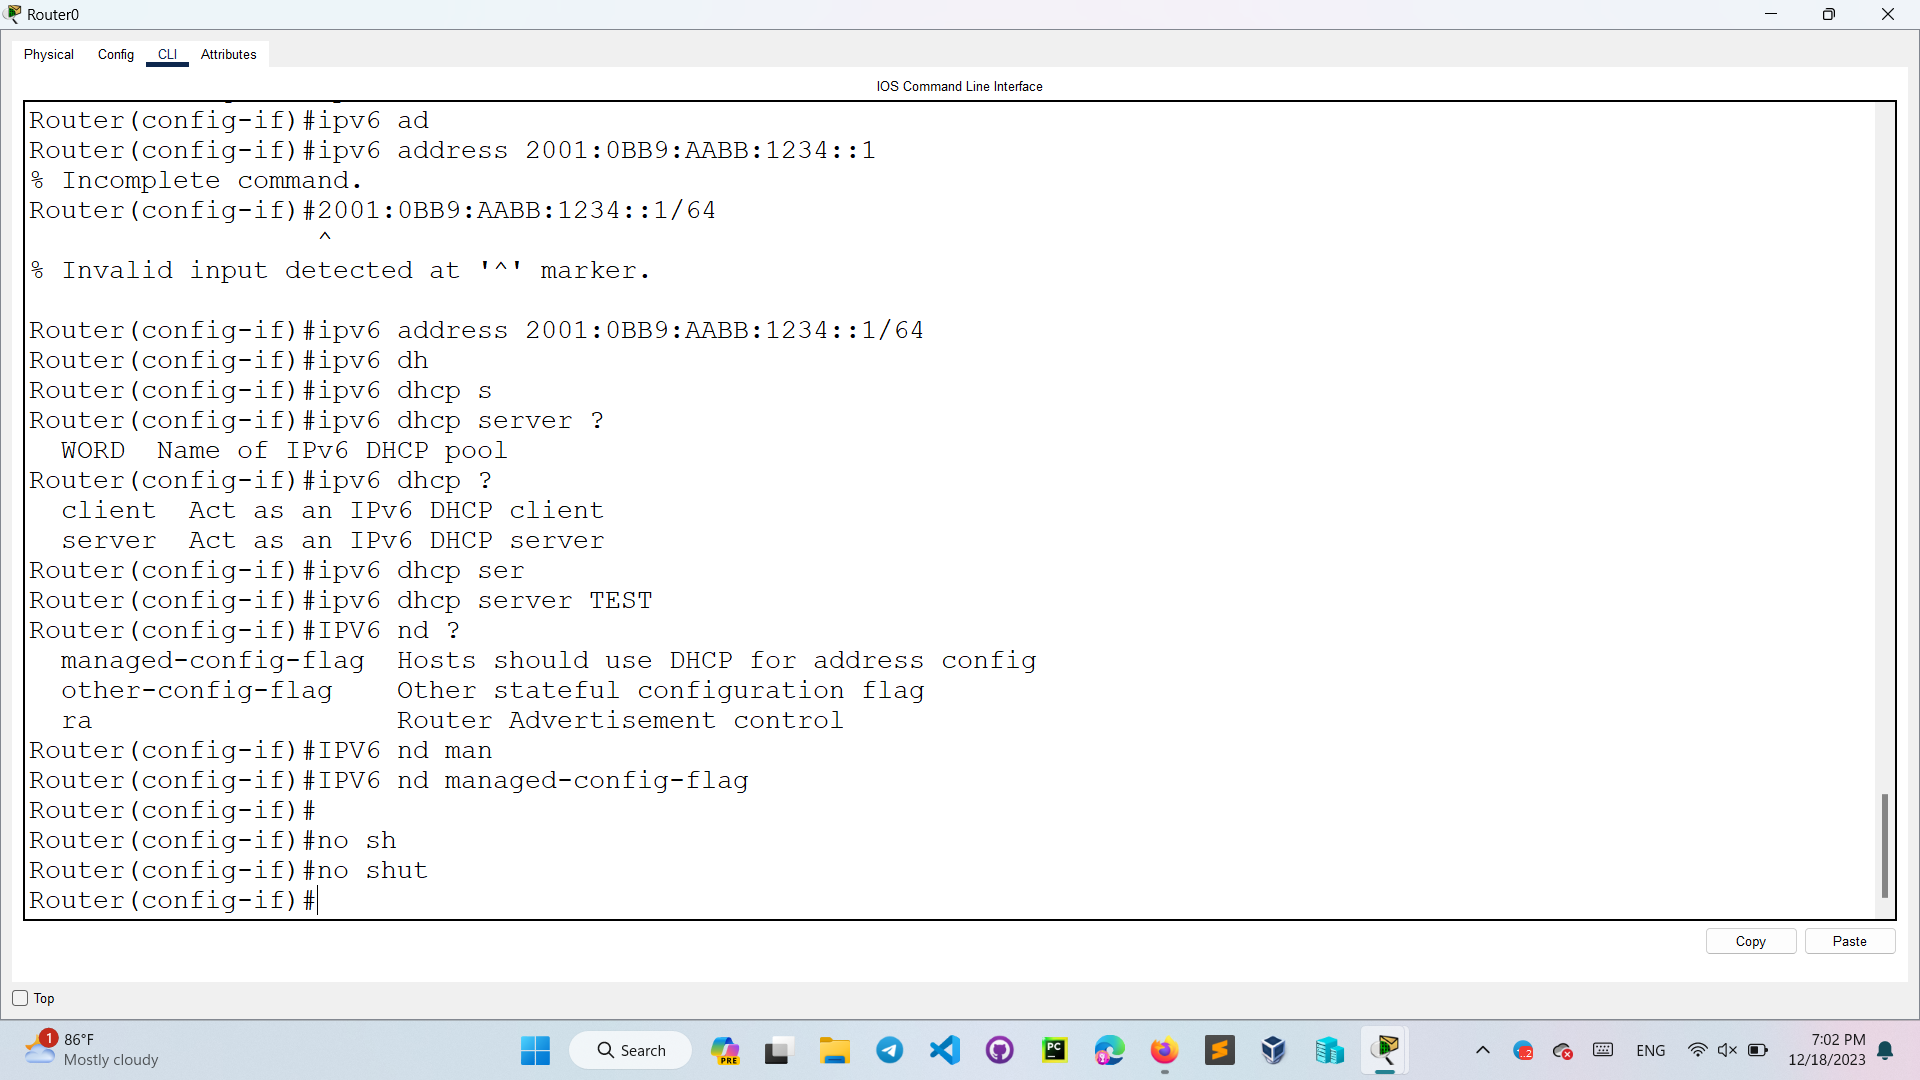 Router0
Physical Config CLI Attributes
IOS Command Line Interface
Router(config-if)#ipv6 ad
Router(config-if)#ipv6 address 2001:0BB9:AABB:1234::1
% Incomplete command.
Router(config-if)#2001:0BB9:AABB:1234::1/64
^
% Invalid input detected at '^' marker.
Router(config-if)#ipv6 address 2001:0BB9:AABB:1234::1/64
Router(config-if)#ipv6 dh
Router(config-if)#ipv6 dhcp s
Router(config-if)#ipv6 dhcp server ?
WORD  Name of IPv6 DHCP pool
Router(config-if)#ipv6 dhcp ?
client  Act as an IPv6 DHCP client
server  Act as an IPv6 DHCP server
Router(config-if)#ipv6 dhcp ser
Router(config-if)#ipv6 dhcp server TEST
Router(config-if)#IPV6 nd ?
managed-config-flag  Hosts should use DHCP for address config
other-config-flag    Other stateful configuration flag
ra                   Router Advertisement control
Router(config-if)#IPV6 nd man
Router(config-if)#IPV6 nd managed-config-flag
Router(config-if)#
Router(config-if)#no sh
Router(config-if)#no shut
Router(config-if)#
Copy Paste
Top
1 86°F
Mostly cloudy
Search
PRE
PC
ENG
7:02 PM
12/18/2023